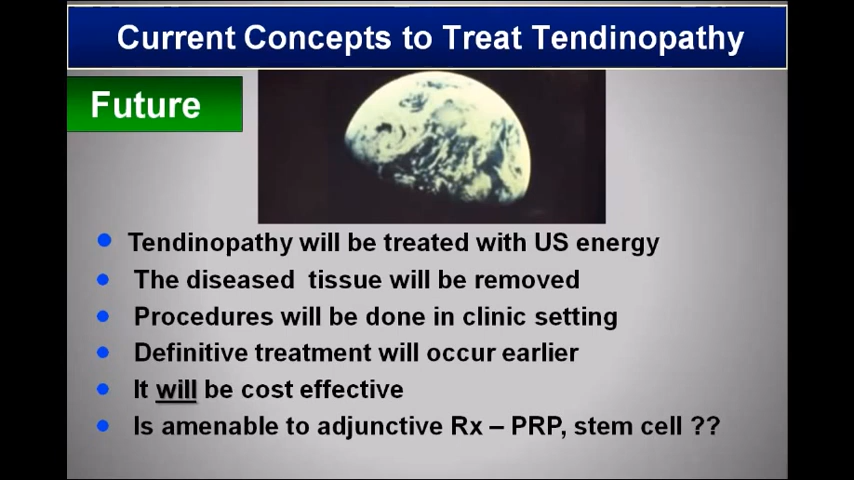 Current Concepts to Treat Tendinopathy
Future
Tendinopathy will be treated with US energy
The diseased tissue will be removed
Procedures will be done in clinic setting
Definitive treatment will occur earlier
It will be cost effective
Is amenable to adjunctive Rx – PRP, stem cell ??